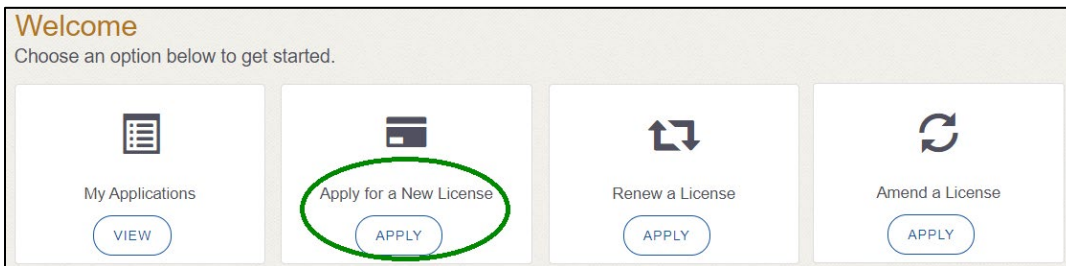 Welcome
Choose an option below to get started.
My Applications
Apply for a New License
Renew a License
Amend a License
VIEW
APPLY
APPLY
APPLY